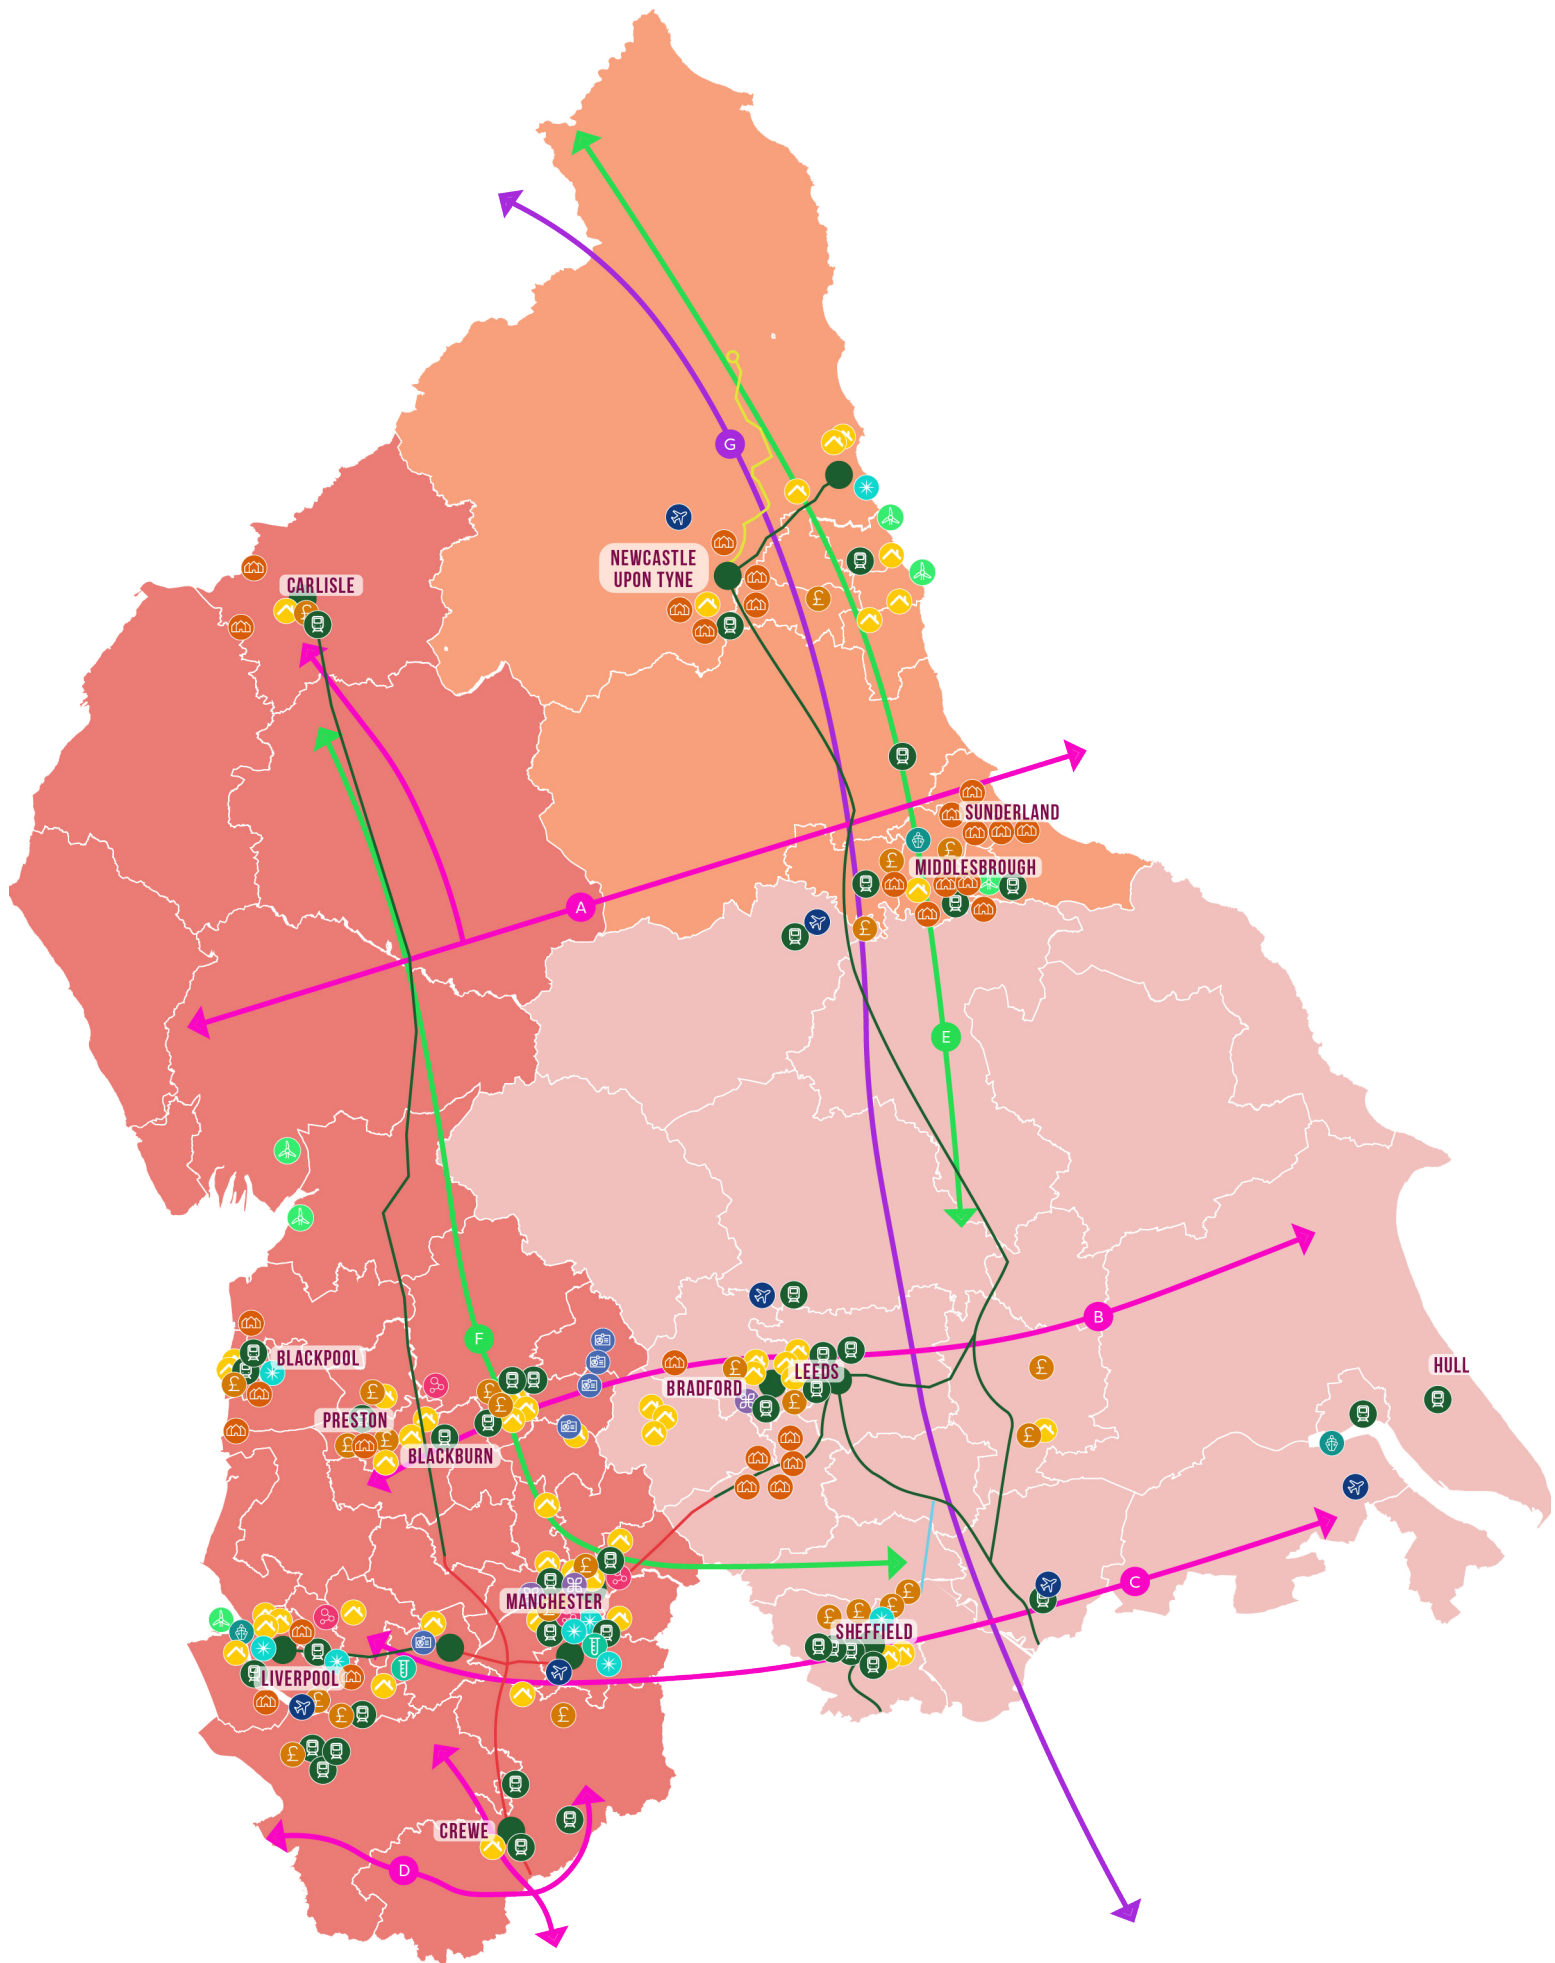 G
NEWCASTLE
UPON TYNE
CARLISLE
SUNDERLAND
MIDDLESBROUGH
A
E
B
F
BLACKPOOL
LEEDS
BRADFORD
HULL
PRESTON
BLACKBURN
C
MANCHESTER
SHEFFIELD
LIVERPOOL
CREWE
D